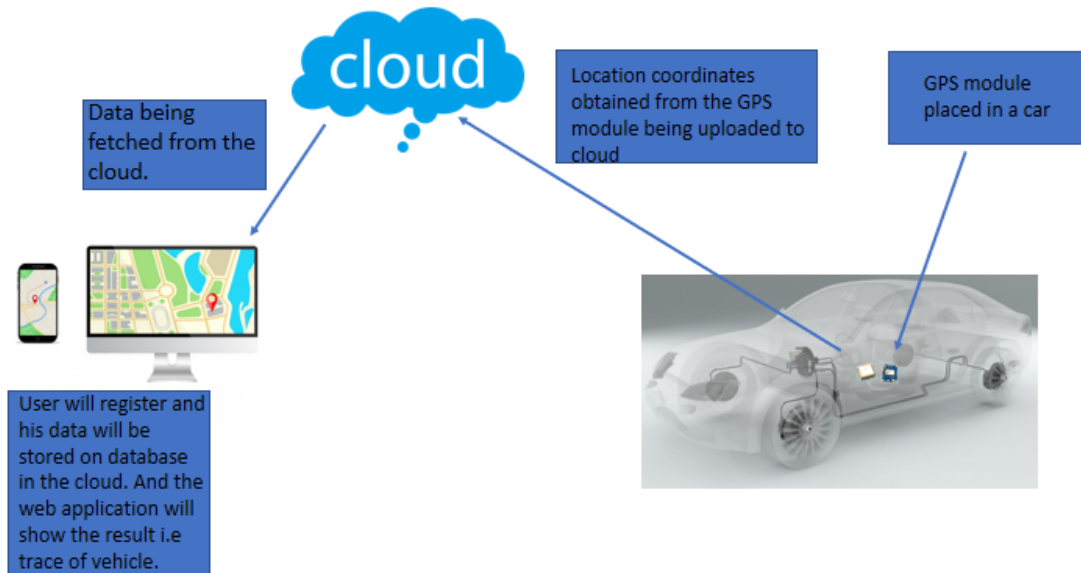 cloud
Data being
fetched from the
cloud.
Location coordinates
obtained from the GPS
module being uploaded to
cloud
GPS module
placed in a car
User will register and
his data will be
stored on database
in the cloud. And the
web application will
show the result i.e
trace of vehicle.